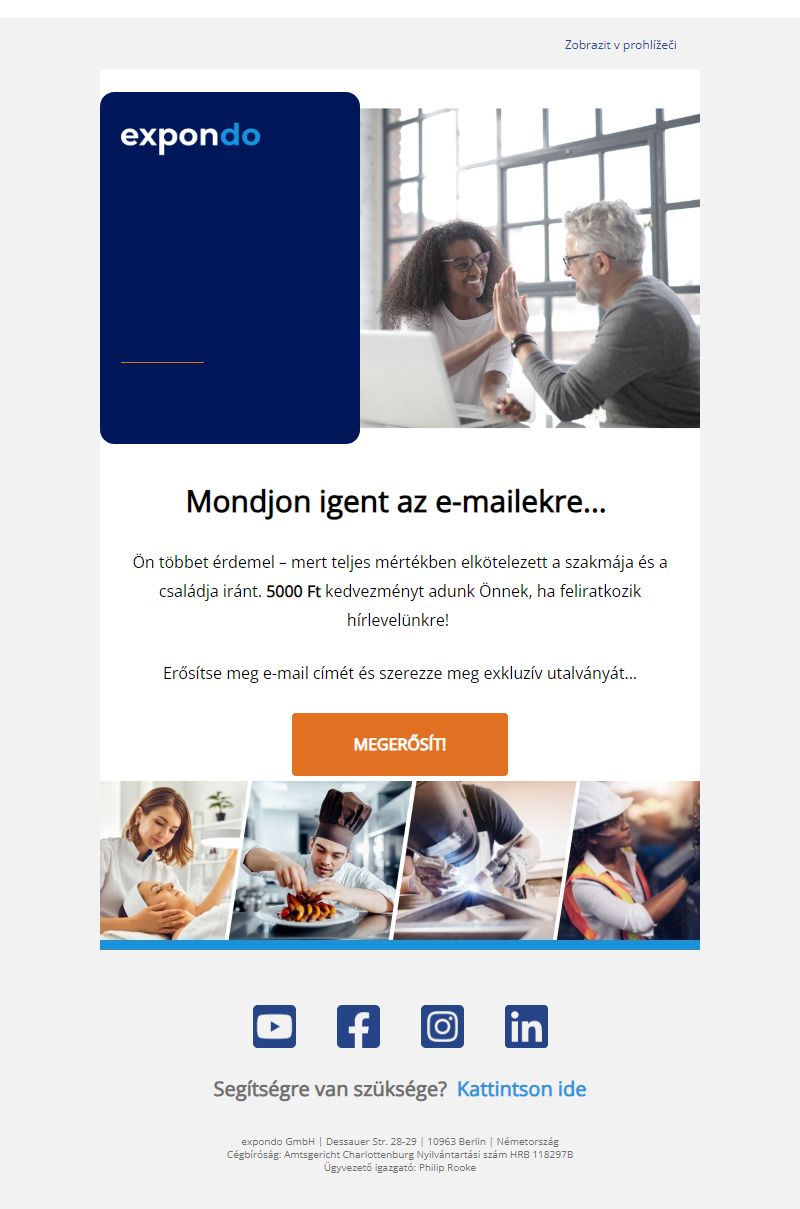 Zobrazit v prohlížeči
expondo
Mondjon igent az e-mailekre...
Ön többet érdemel – mert teljes mértékben elkötelezett a szakmája és a
családja iránt. 5000 Ft kedvezményt adunk Önnek, ha feliratkozik
hírlevelünkre!
Erősítse meg e-mail címét és szerezze meg exkluzív utalványát...
MEGERŐSÍT!
Segítségre van szüksége? Kattintson ide
expondo GmbH | Dessauer Str. 28-29 | 10963 Berlin | Németország
Cégbíróság: Amtsgericht Charlottenburg Nyilvántartási szám HRB 118297B
Ügyvezető igazgató: Philip Rooke